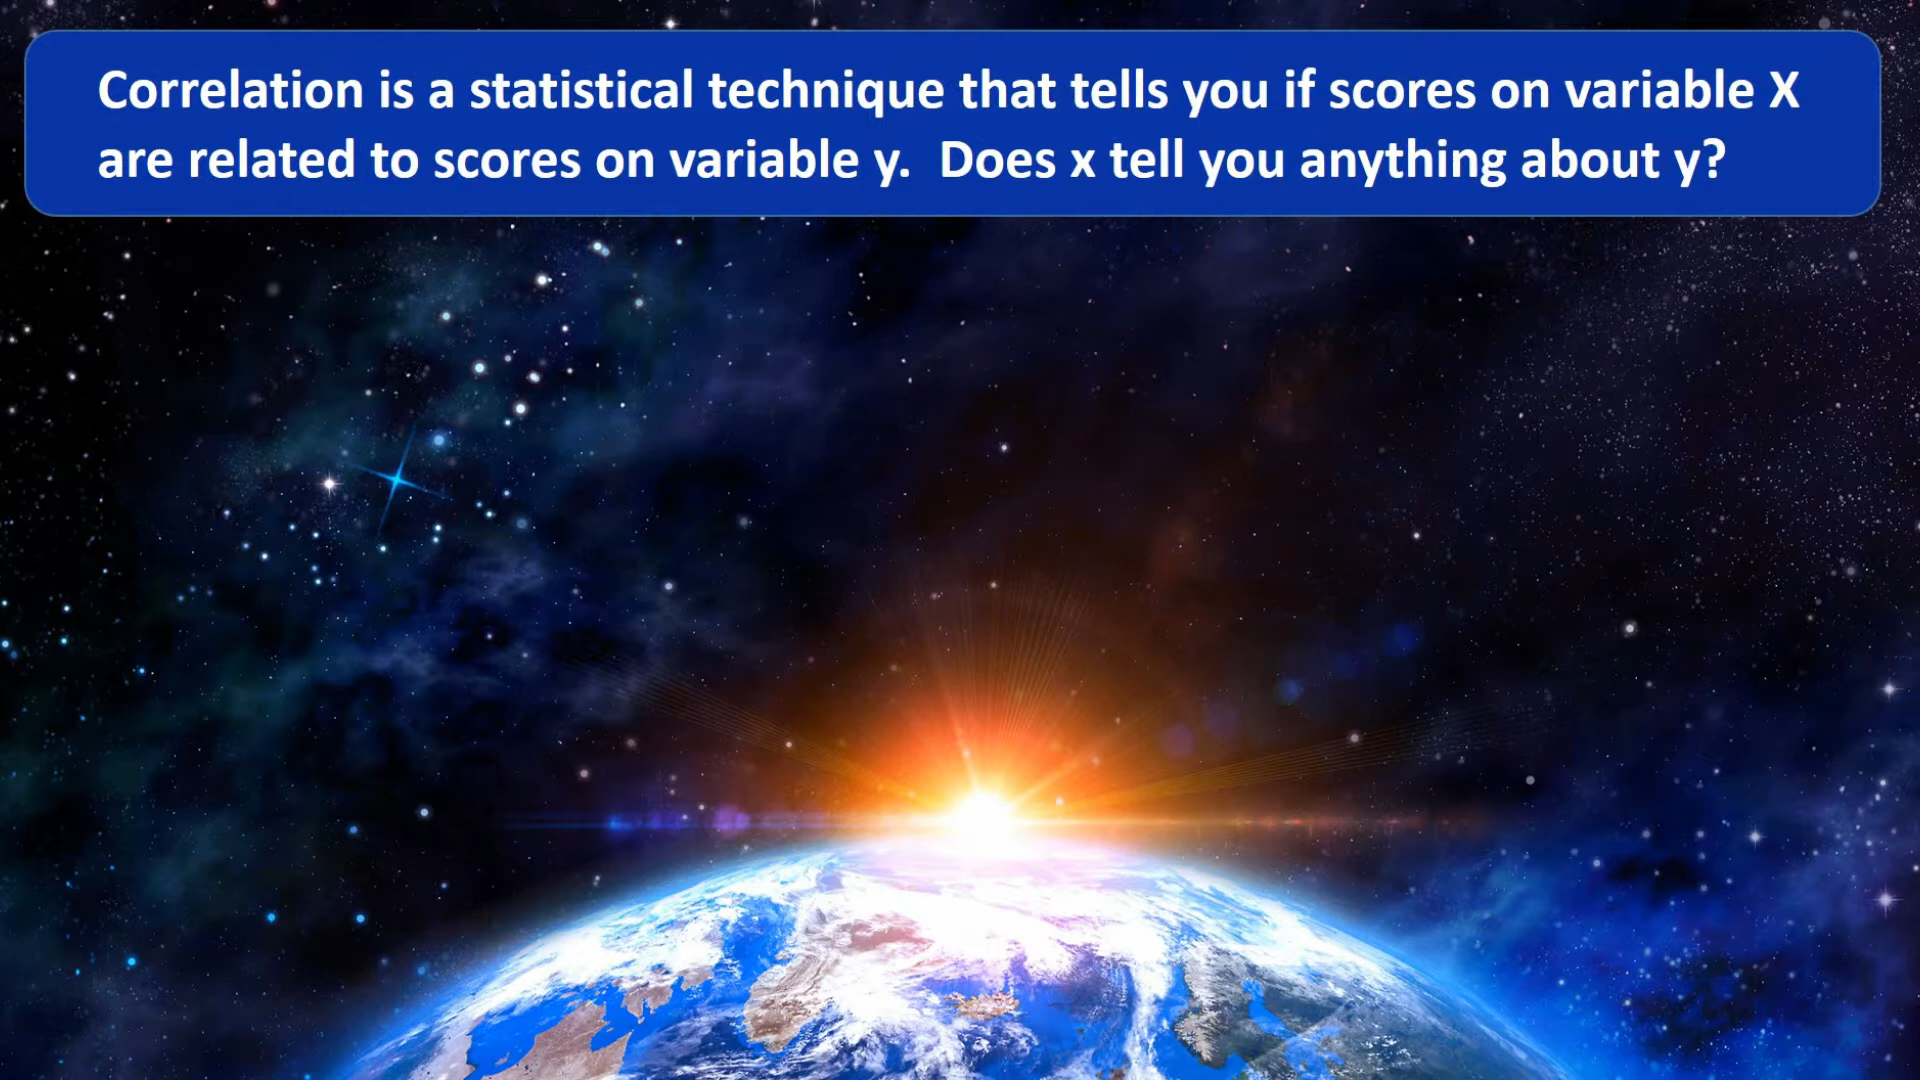 Correlation is a statistical technique that tells you if scores on variable X
are related to scores on variable y.  Does x tell you anything about y?